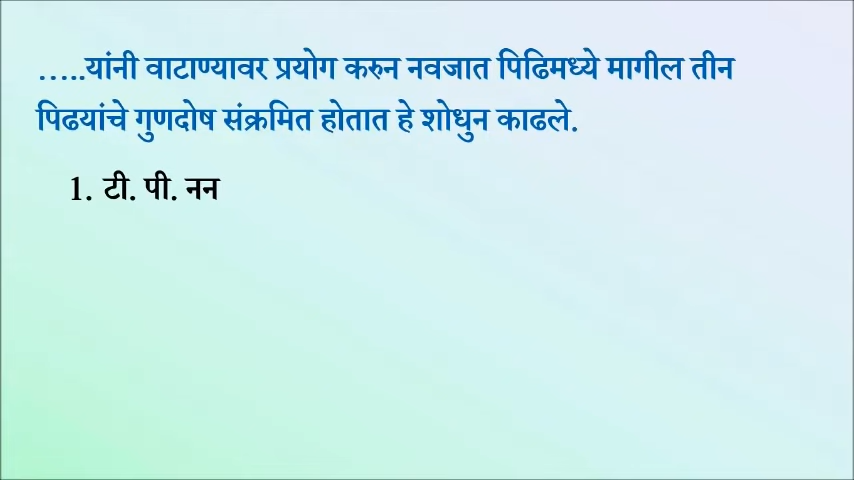 …..यांनी वाटाण्यावर प्रयोग करुन नवजात पिढिमध्ये मागील तीन
पिढयांचे गुणदोष संक्रमित होतात हे शोधुन काढले.
1. टी. पी. नन